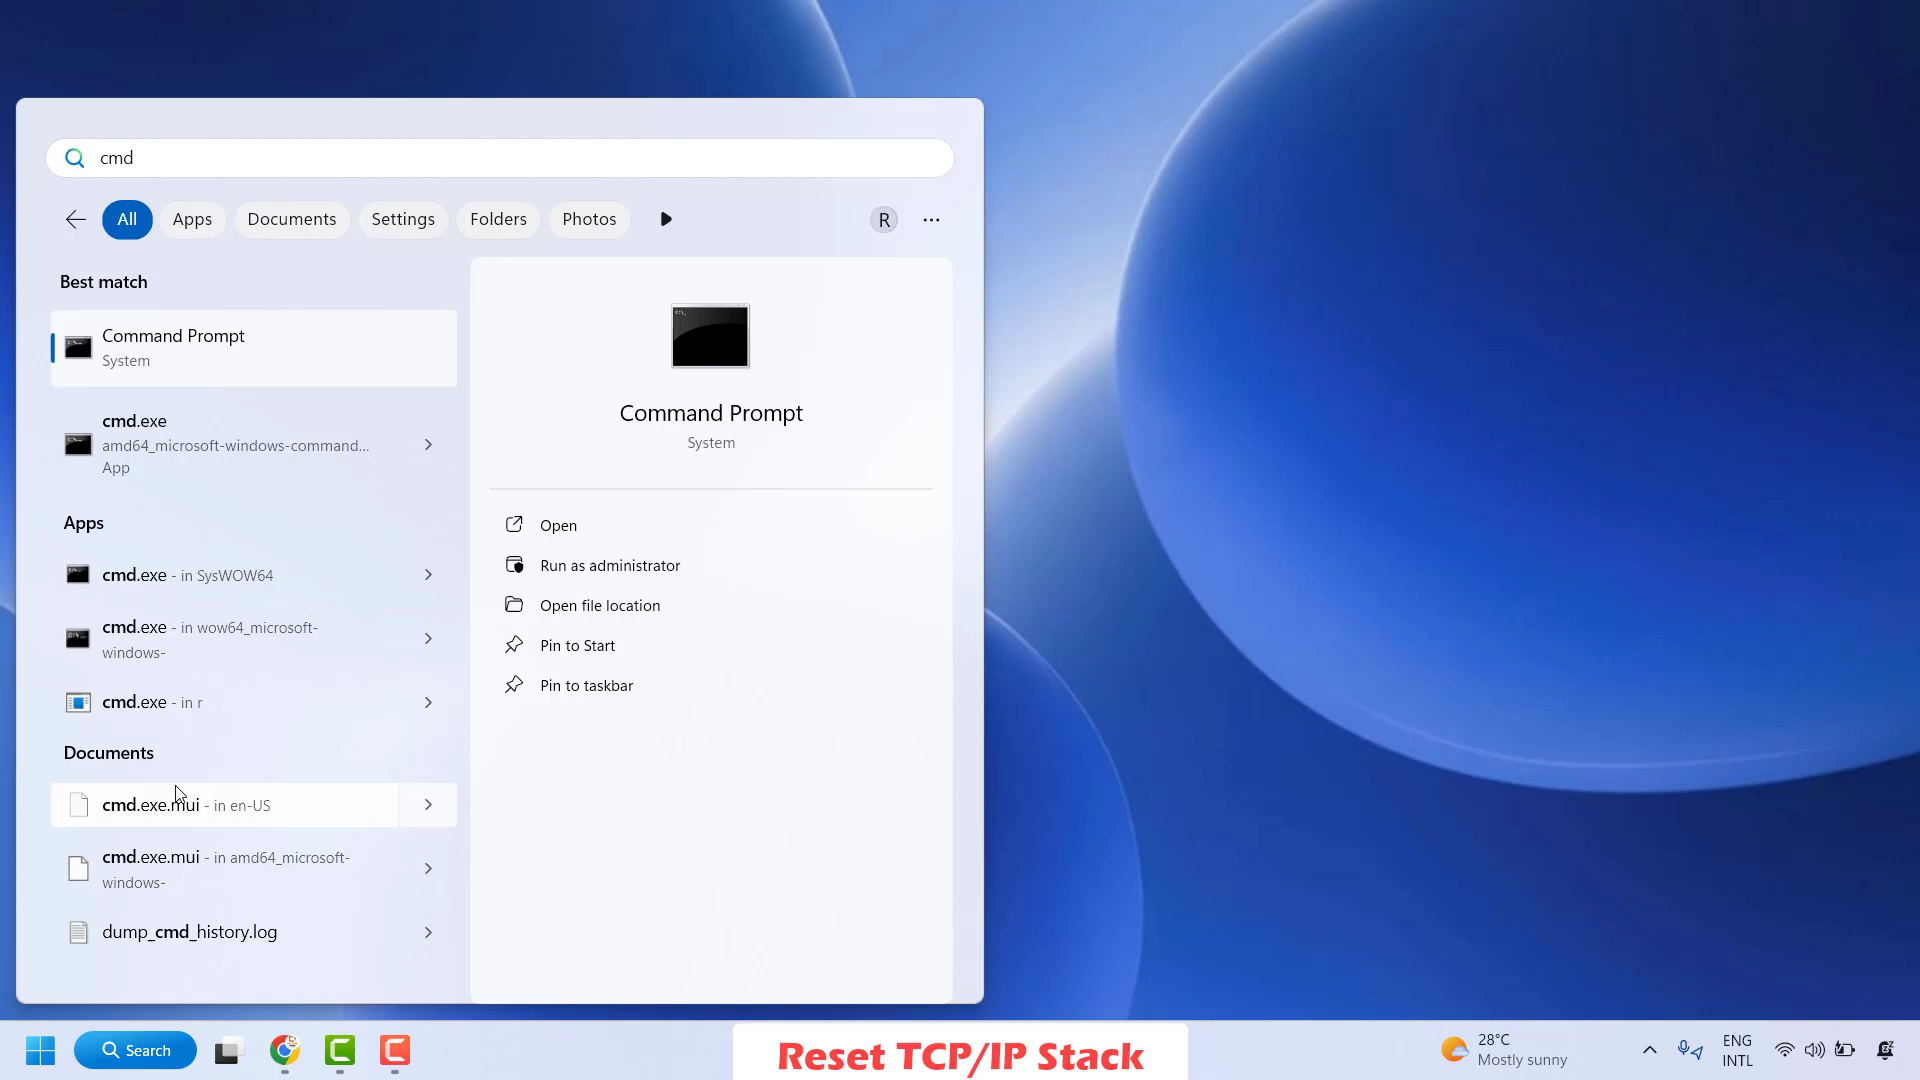 cmd
All
Apps
Documents
Settings
Folders
Photos
R
Best match
Command Prompt
System
cmd.exe
amd64_microsoft-windows-command...
App
Apps
cmd.exe - in SysWOW64
cmd.exe - in wow64_microsoft-
windows-
cmd.exe - in r
Documents
cmd.exe.mui - in en-US
cmd.exe.mui - in amd64_microsoft-
windows-
dump_cmd_history.log
Command Prompt
System
Open
Run as administrator
Open file location
Pin to Start
Pin to taskbar
Search
Reset TCP/IP Stack
28°C
Mostly sunny
ENG
INTL